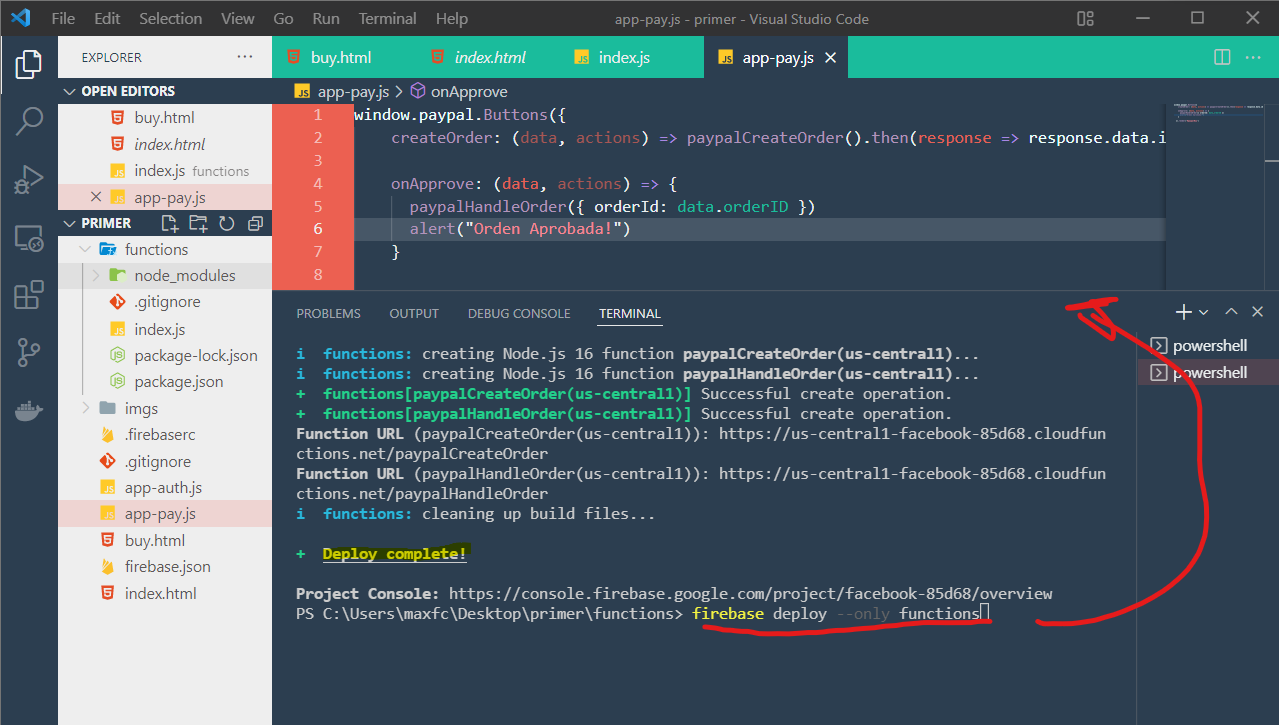 File Edit Selection View Go Run Terminal Help app-pay.js - primer - Visual Studio Code
EXPLORER ...
buy.html index.html index.js app-pay.js
OPEN EDITORS
buy.html
index.html
index.js functions
app-pay.js
PRIMER
functions
node_modules
.gitignore
index.js
package-lock.json
package.json
imgs
.firebaserc
.gitignore
app-auth.js
app-pay.js
buy.html
firebase.json
index.html
app-pay.js > onApprove
1 window.paypal.Buttons({
2 createOrder: (data, actions) => paypalCreateOrder().then(response => response.data.i
3
4 onApprove: (data, actions) => {
5 paypalHandleOrder({ orderId: data.orderID })
6 alert("Orden Aprobada!")
7 }
8
PROBLEMS OUTPUT DEBUG CONSOLE TERMINAL
i functions: creating Node.js 16 function paypalCreateOrder(us-central1)...
i functions: creating Node.js 16 function paypalHandleOrder(us-central1)...
+ functions[paypalCreateOrder(us-central1)] Successful create operation.
+ functions[paypalHandleOrder(us-central1)] Successful create operation.
Function URL (paypalCreateOrder(us-central1)): https://us-central1-facebook-85d68.cloudfun
ctions.net/paypalCreateOrder
Function URL (paypalHandleOrder(us-central1)): https://us-central1-facebook-85d68.cloudfun
ctions.net/paypalHandleOrder
i functions: cleaning up build files...
+ Deploy complete!
Project Console: https://console.firebase.google.com/project/facebook-85d68/overview
PS C:\Users\maxfc\Desktop\primer\functions> firebase deploy --only functions
powershell
powershell